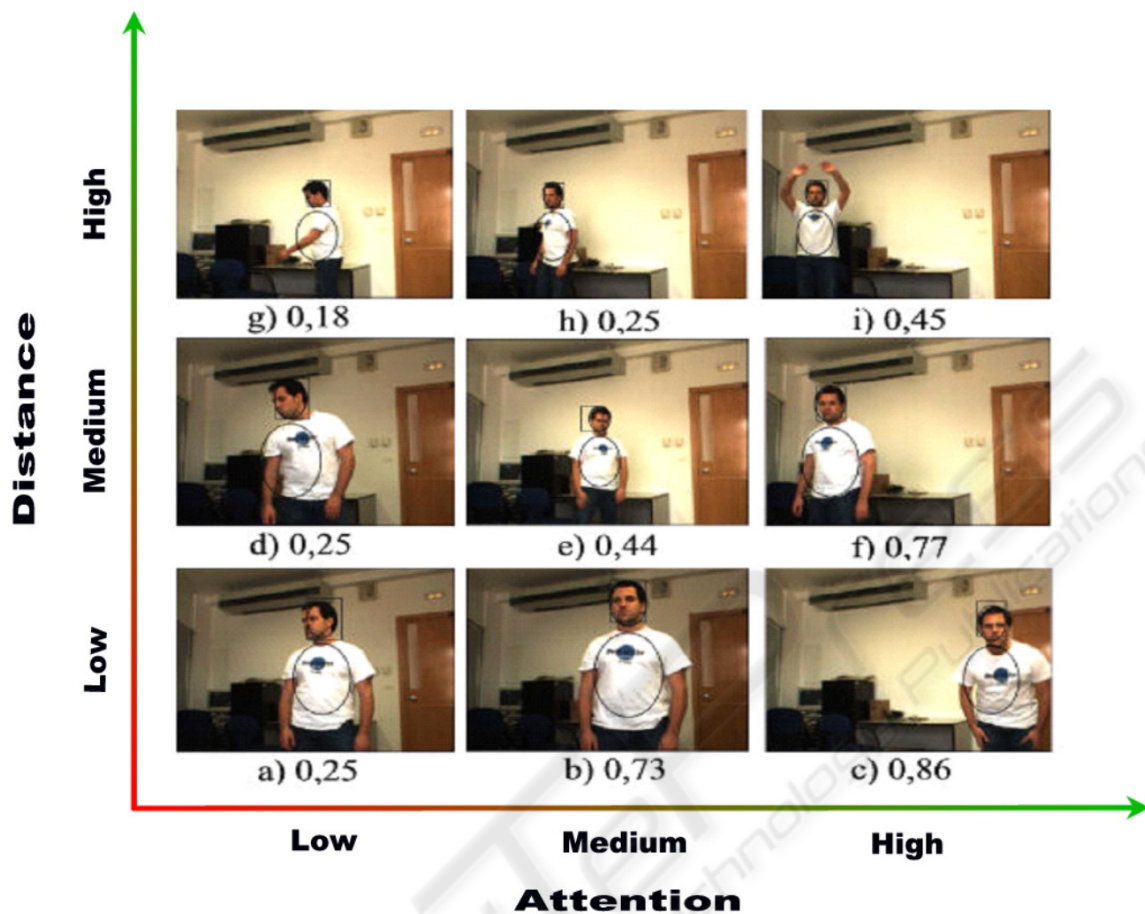 High
g) 0,18
h) 0,25
i) 0,45
Distance
Medium
d) 0,25
e) 0,44
f) 0,77
Low
a) 0,25
b) 0,73
c) 0,86
Low
Medium
High
Attention